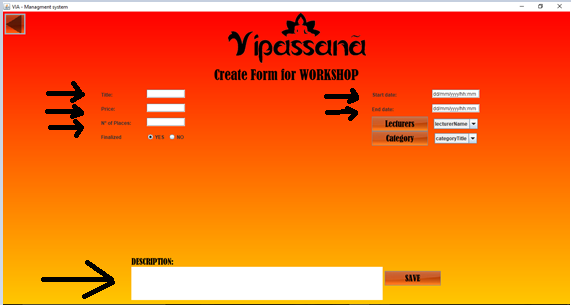 VIA - Managment system
Vipassanā
Create Form for WORKSHOP
Title:
Price:
N° of Places:
Finalized
YES
NO
Start date:
dd/mm/yyyy/hh.mm
End date:
dd/mm/yyyy/hh.mm
Lecturers
lecturerName
Category
categoryTitle
DESCRIPTION:
SAVE